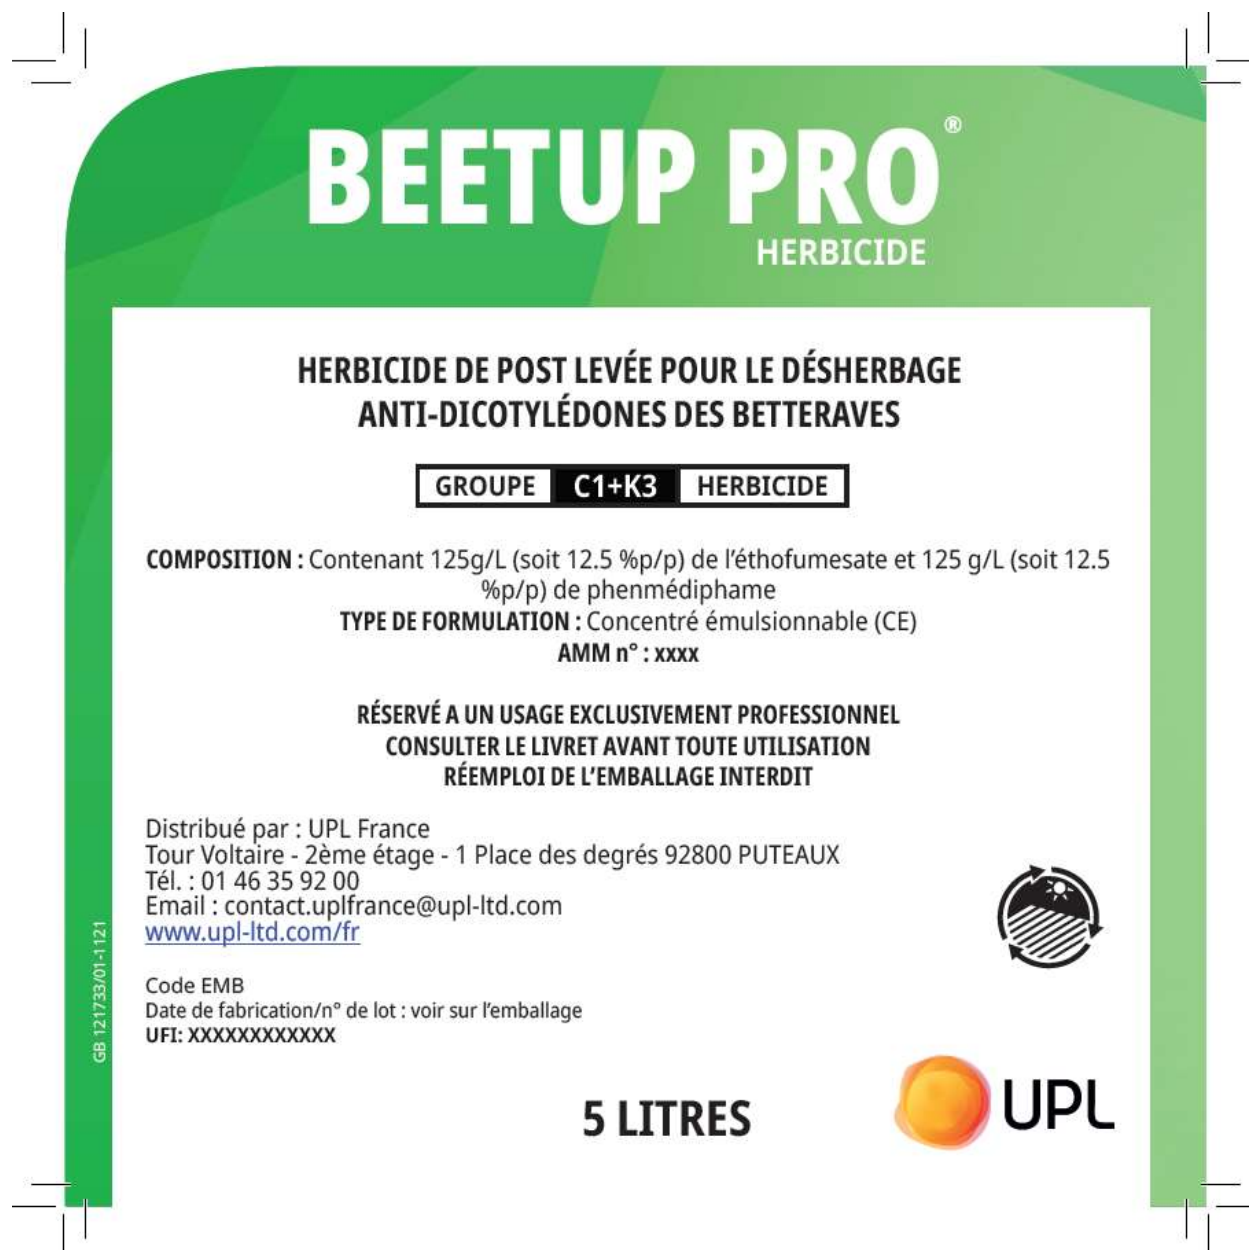 BEETUP PRO®
HERBICIDE
HERBICIDE DE POST LEVÉE POUR LE DÉSHERBAGE
ANTI-DICOTYLÉDONES DES BETTERAVES
GROUPE C1+K3 HERBICIDE
COMPOSITION : Contenant 125g/L (soit 12.5 %p/p) de l’éthofumesate et 125 g/L (soit 12.5
%p/p) de phenmédiphame
TYPE DE FORMULATION : Concentré émulsionnable (CE)
AMM n° : xxxx
RÉSERVÉ A UN USAGE EXCLUSIVEMENT PROFESSIONNEL
CONSULTER LE LIVRET AVANT TOUTE UTILISATION
RÉEMPLOI DE L’EMBALLAGE INTERDIT
Distribué par : UPL France
Tour Voltaire - 2ème étage - 1 Place des degrés 92800 PUTEAUX
Tél. : 01 46 35 92 00
Email : contact.uplfrance@upl-ltd.com
www.upl-ltd.com/fr
Code EMB
Date de fabrication/n° de lot : voir sur l’emballage
UFI: XXXXXXXXXXXX
GB 121733/01-1121
5 LITRES
UPL